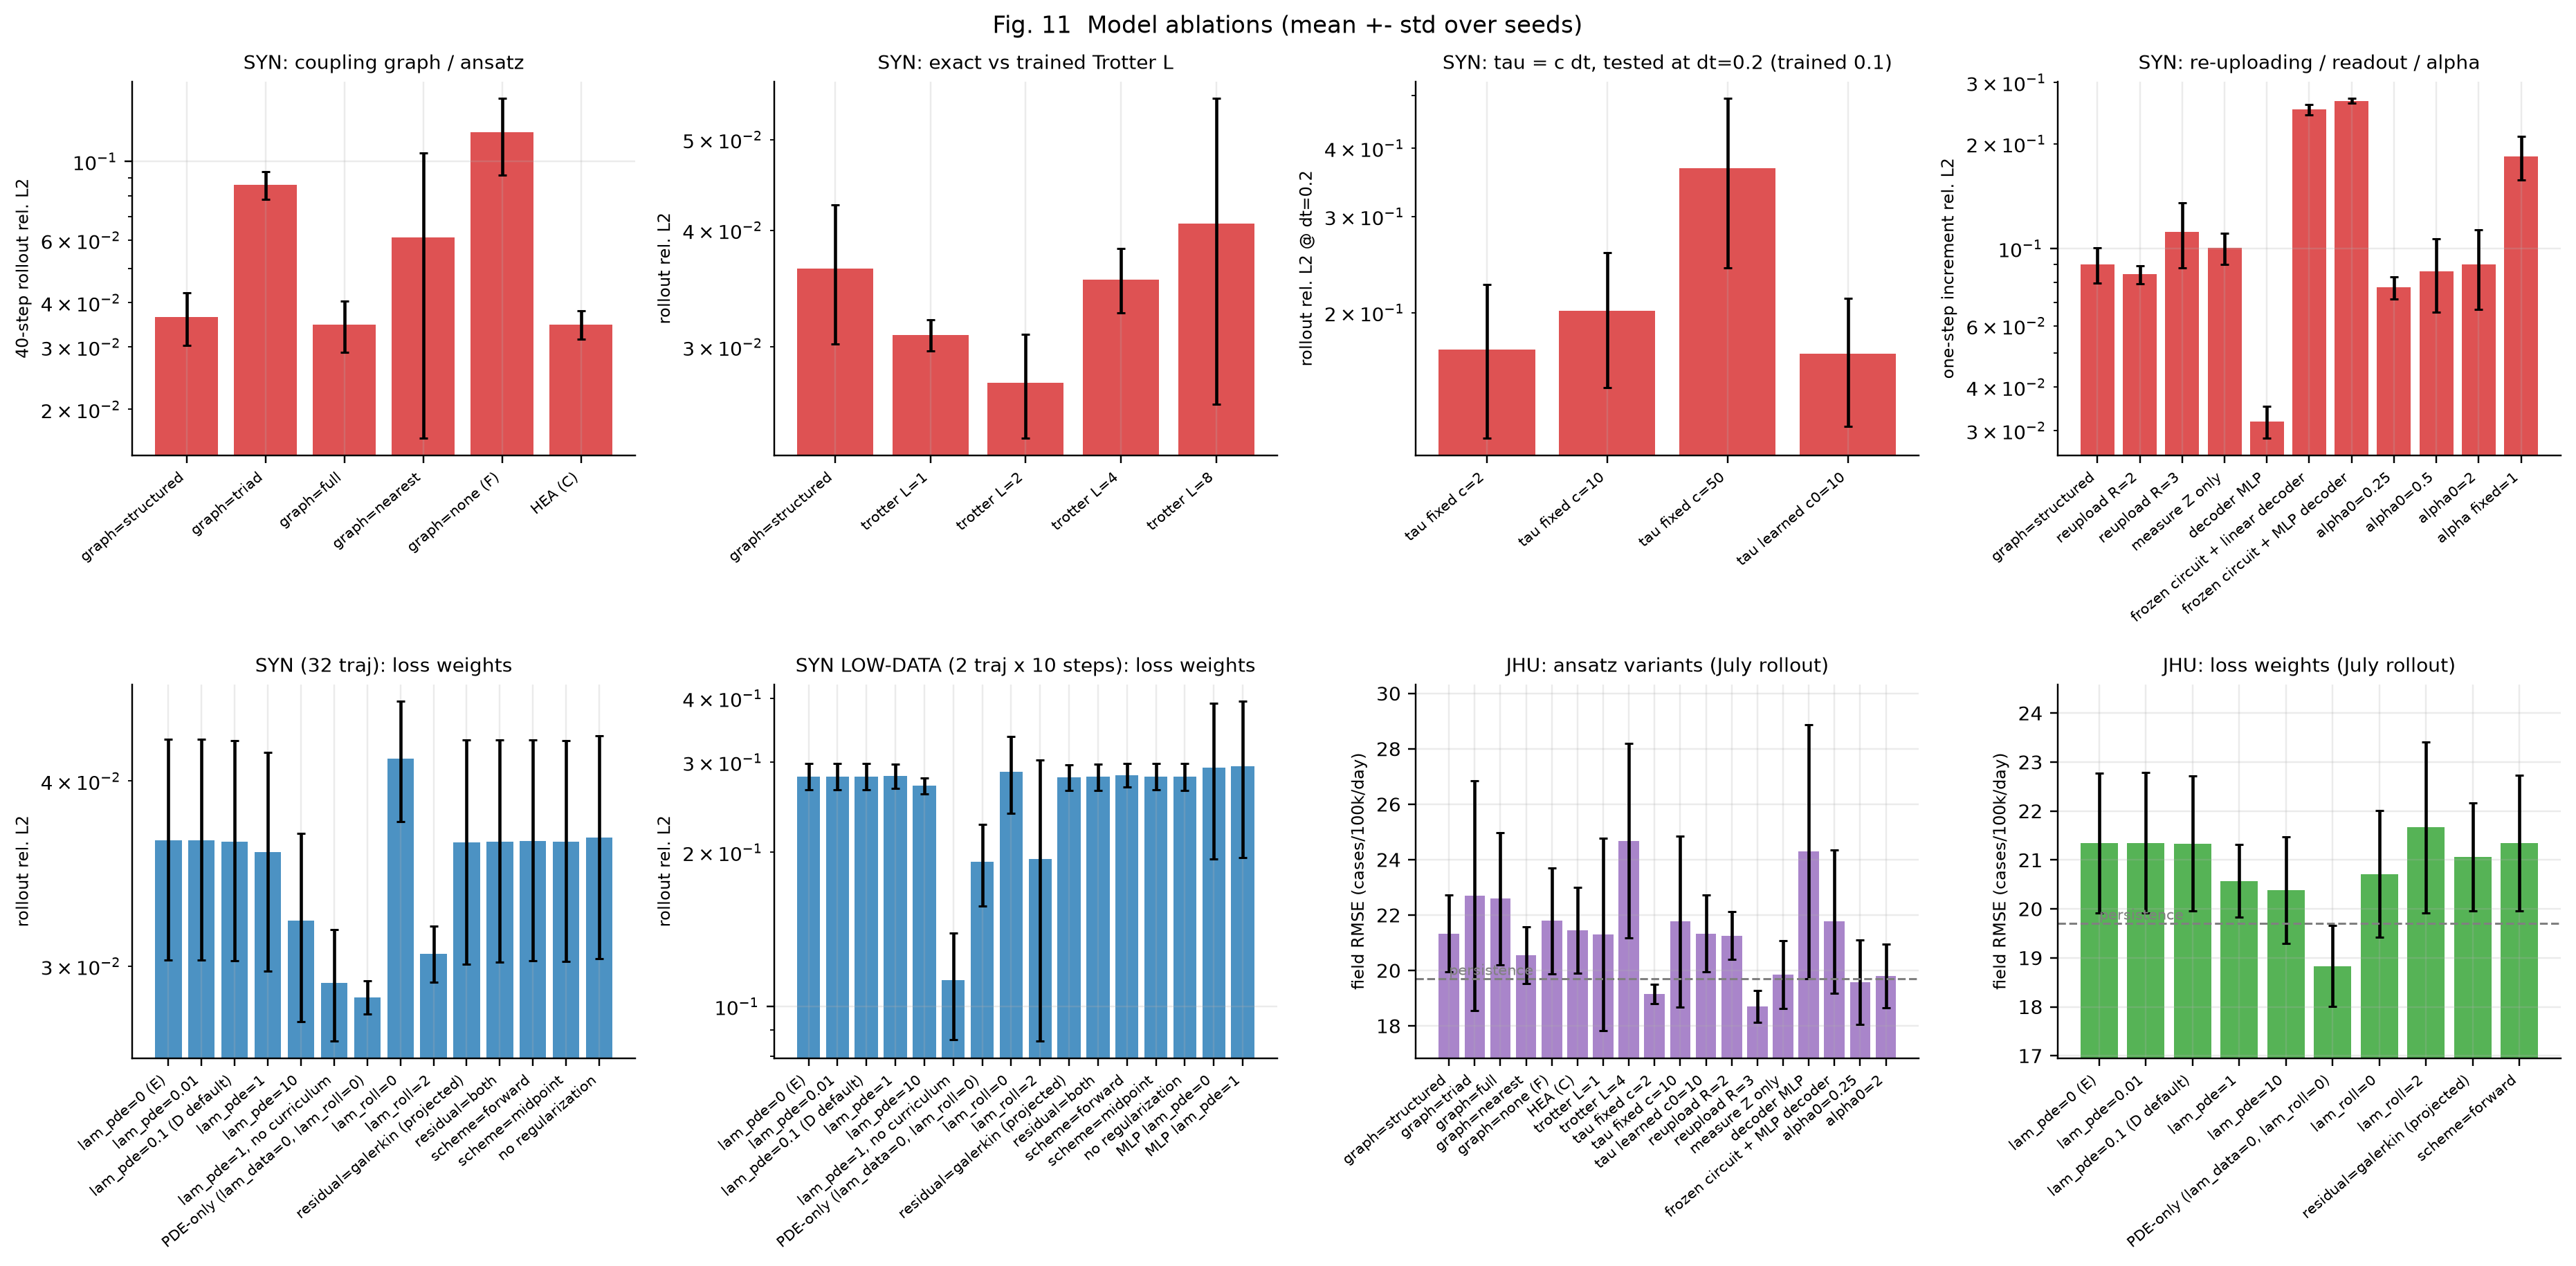 Fig. 11  Model ablations (mean +- std over seeds)
SYN: coupling graph / ansatz
40-step rollout rel. L2
10⁻¹
6 × 10⁻²
4 × 10⁻²
3 × 10⁻²
2 × 10⁻²
graph=structured
graph=triad
graph=full
graph=nearest
graph=none (F)
HEA (C)
SYN: exact vs trained Trotter L
rollout rel. L2
5 × 10⁻²
4 × 10⁻²
3 × 10⁻²
graph=structured
trotter L=1
trotter L=2
trotter L=4
trotter L=8
SYN: tau = c dt, tested at dt=0.2 (trained 0.1)
rollout rel. L2 @ dt=0.2
4 × 10⁻¹
3 × 10⁻¹
2 × 10⁻¹
tau fixed c=2
tau fixed c=10
tau fixed c=50
tau learned c0=10
SYN: re-uploading / readout / alpha
one-step increment rel. L2
3 × 10⁻¹
2 × 10⁻¹
10⁻¹
6 × 10⁻²
4 × 10⁻²
3 × 10⁻²
graph=structured
reupload R=2
reupload R=3
measure Z only
decoder MLP
frozen circuit + linear decoder
frozen circuit + MLP decoder
alpha0=0.25
alpha0=0.5
alpha0=2
alpha fixed=1
SYN (32 traj): loss weights
rollout rel. L2
4 × 10⁻²
3 × 10⁻²
lam_pde=0 (E)
lam_pde=0.01
lam_pde=0.1 (D default)
lam_pde=1
lam_pde=10
lam_pde=1, no curriculum
PDE-only (lam_data=0, lam_roll=0)
lam_roll=0
lam_roll=2
residual=galerkin (projected)
residual=both
scheme=forward
scheme=midpoint
no regularization
SYN LOW-DATA (2 traj x 10 steps): loss weights
rollout rel. L2
4 × 10⁻¹
3 × 10⁻¹
2 × 10⁻¹
10⁻¹
lam_pde=0 (E)
lam_pde=0.01
lam_pde=0.1 (D default)
lam_pde=1
lam_pde=10
lam_pde=1, no curriculum
PDE-only (lam_data=0, lam_roll=0)
lam_roll=0
lam_roll=2
residual=galerkin (projected)
residual=both
scheme=forward
scheme=midpoint
no regularization
MLP lam_pde=0
MLP lam_pde=1
JHU: ansatz variants (July rollout)
field RMSE (cases/100k/day)
30
28
26
24
22
20
18
persistence
graph=structured
graph=triad
graph=full
graph=nearest
graph=none (F)
HEA (C)
trotter L=1
trotter L=4
tau fixed c=2
tau fixed c=10
tau learned c0=10
reupload R=2
reupload R=3
measure Z only
decoder MLP
frozen circuit + MLP decoder
alpha0=0.25
alpha0=2
JHU: loss weights (July rollout)
field RMSE (cases/100k/day)
24
23
22
21
20
19
18
17
persistence
lam_pde=0 (E)
lam_pde=0.01
lam_pde=0.1 (D default)
lam_pde=1
lam_pde=10
PDE-only (lam_data=0, lam_roll=0)
lam_roll=0
lam_roll=2
residual=galerkin (projected)
scheme=forward